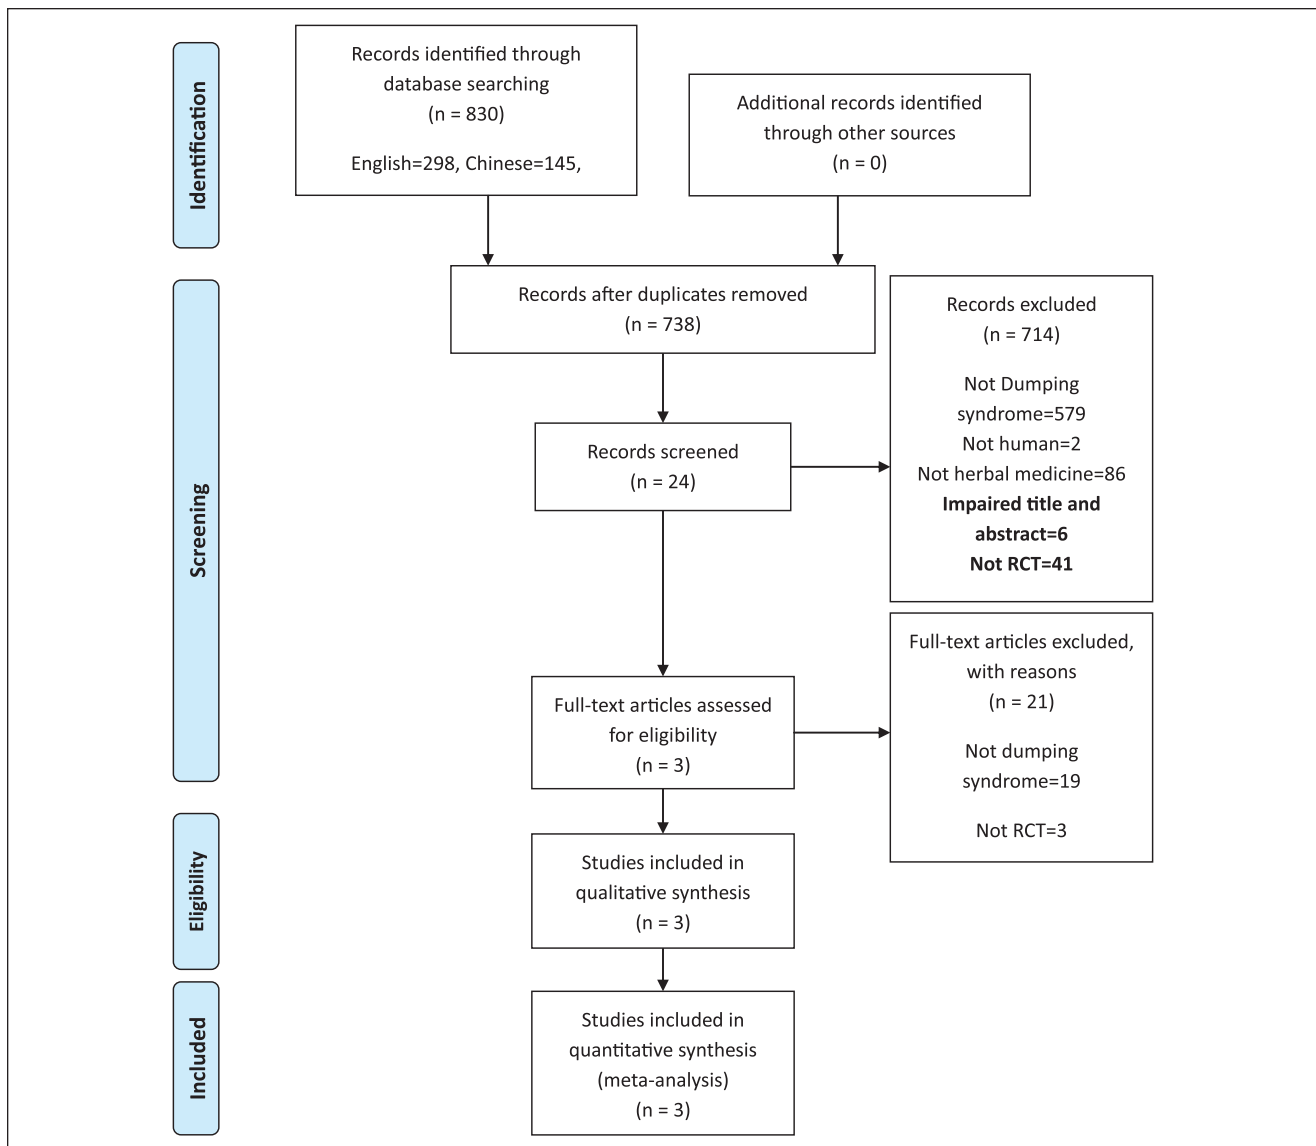 Identification
Records identified through
database searching
(n = 830)
English=298, Chinese=145,
Additional records identified
through other sources
(n = 0)
Screening
Records after duplicates removed
(n = 738)
Records excluded
(n = 714)
Not Dumping
syndrome=579
Not human=2
Not herbal medicine=86
Impaired title and
abstract=6
Not RCT=41
Records screened
(n = 24)
Full-text articles assessed
for eligibility
(n = 3)
Full-text articles excluded,
with reasons
(n = 21)
Not dumping
syndrome=19
Not RCT=3
Eligibility
Studies included in
qualitative synthesis
(n = 3)
Included
Studies included in
quantitative synthesis
(meta-analysis)
(n = 3)